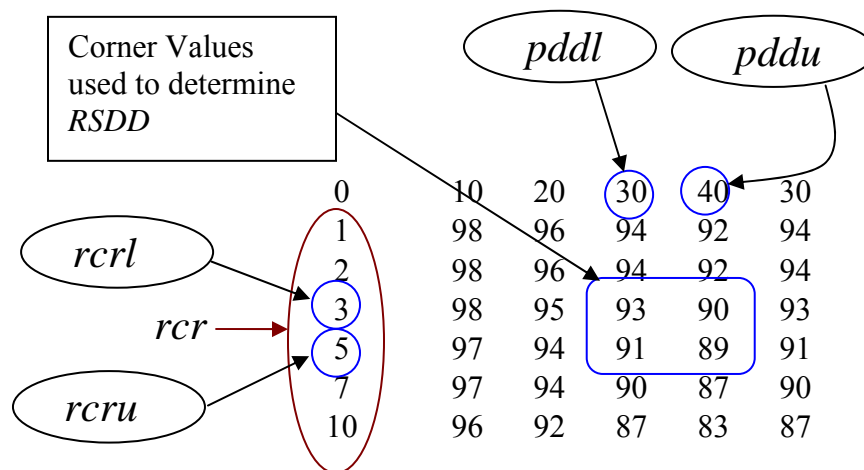 Corner Values
used to determine
RSDD
pddl
pddu
0 10 20 30 40 30
1 98 96 94 92 94
2 98 96 94 92 94
3 98 95 93 90 93
5 97 94 91 89 91
7 97 94 90 87 90
10 96 92 87 83 87
rcrl
rcr
rcru